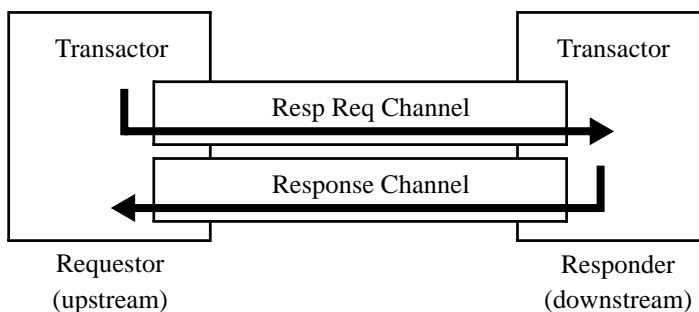 Transactor
Transactor
Resp Req Channel
Response Channel
Requestor
(upstream)
Responder
(downstream)